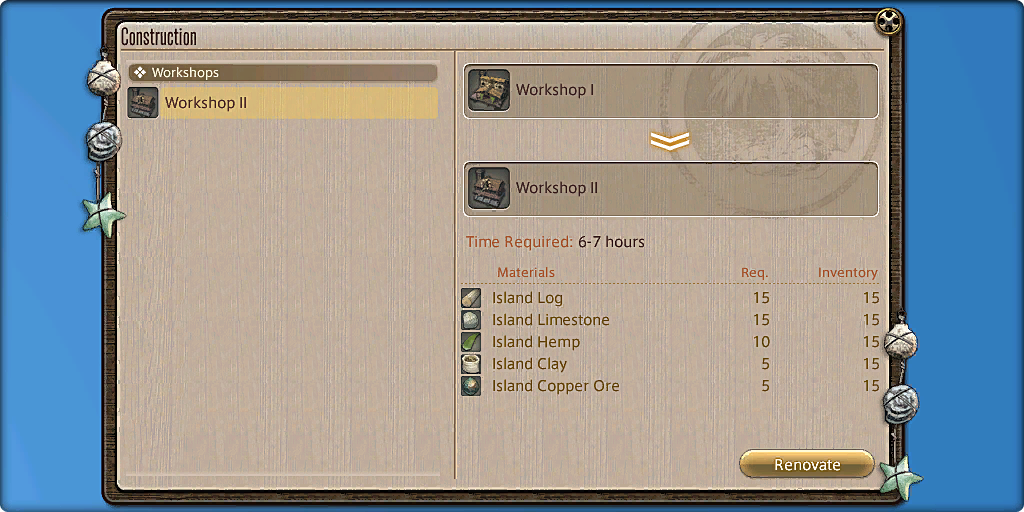 Construction
Workshops
Workshop II
Workshop I
Workshop II
Time Required: 6-7 hours
Materials Req. Inventory
Island Log 15 15
Island Limestone 15 15
Island Hemp 10 15
Island Clay 5 15
Island Copper Ore 5 15
Renovate